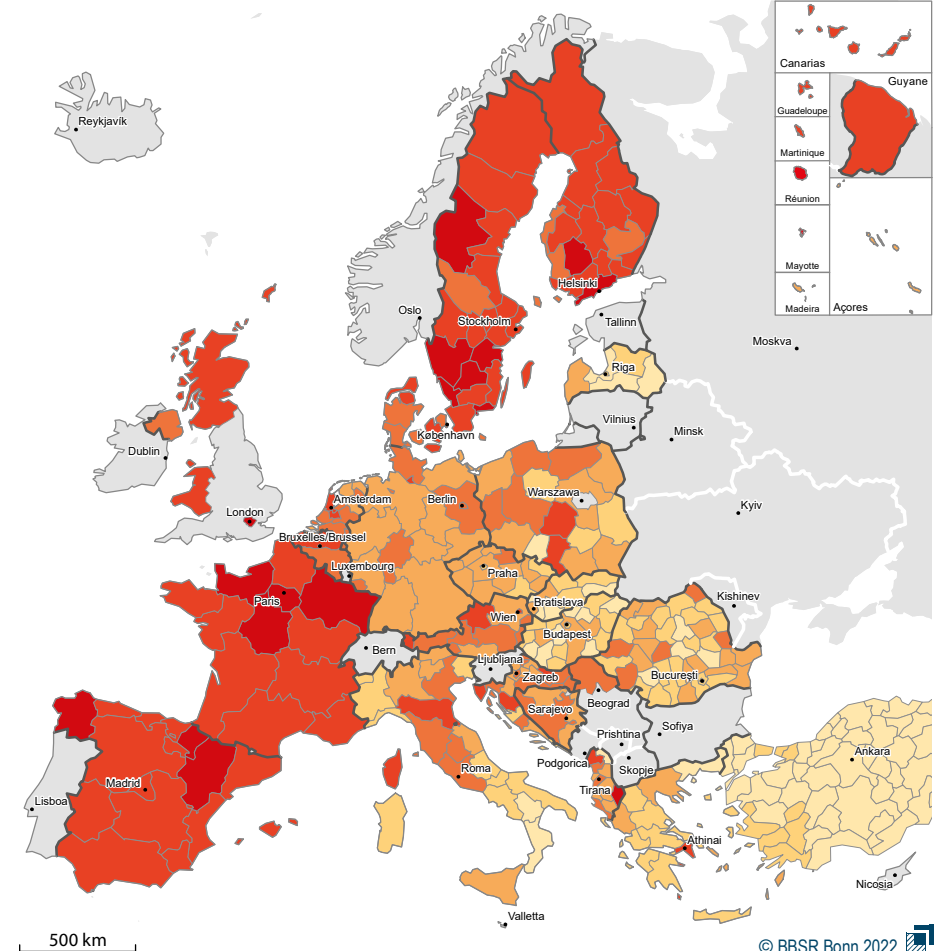 Canarias
Guyane
Guadeloupe
Martinique
Réunion
Mayotte
Madeira
Açores
Reykjavík
Helsinki
Oslo
Stockholm
Tallinn
Moskva
Riga
Vilnius
Minsk
København
Dublin
London
Amsterdam
Berlin
Warszawa
Kyiv
Bruxelles/Brussel
Luxembourg
Praha
Paris
Kishinev
Wien
Bratislava
Budapest
Bern
Ljubljana
Zagreb
Bucureşti
Beograd
Sarajevo
Sofiya
Prishtina
Podgorica
Skopje
Ankara
Roma
Tirana
Madrid
Lisboa
Athinai
Nicosia
Valletta
500 km
© BBSR Bonn 2022